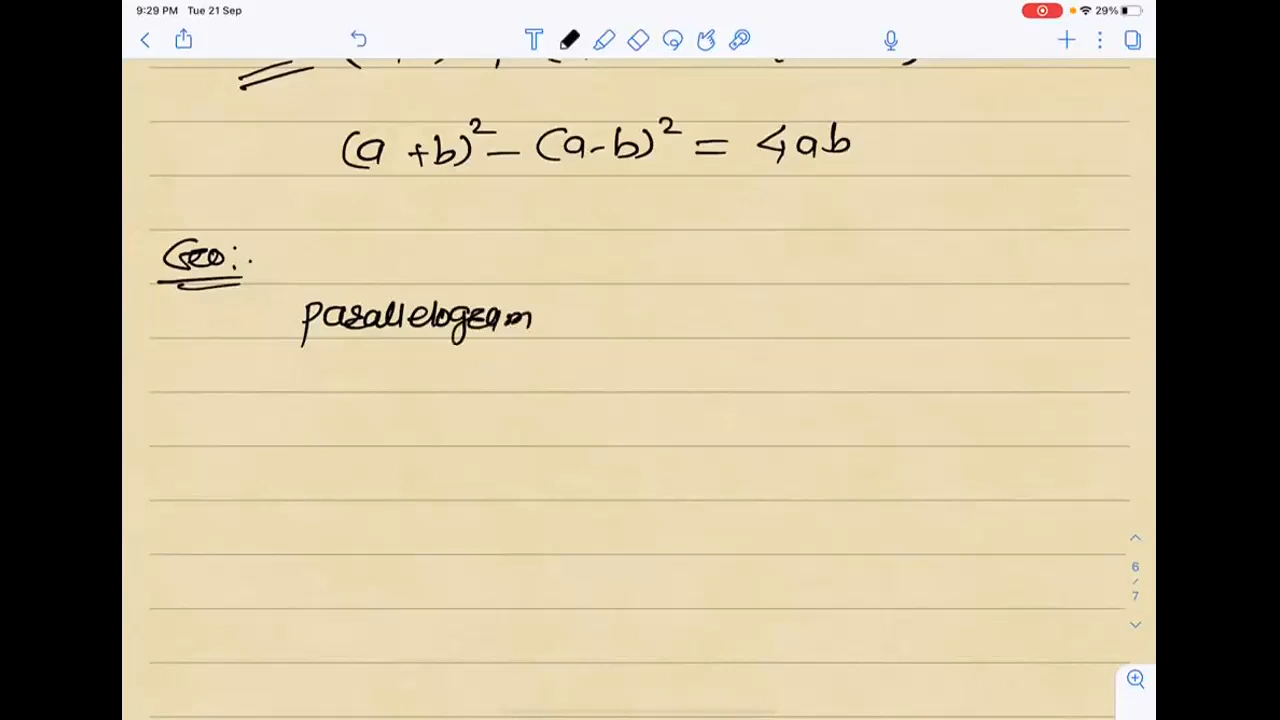 9:29 PM Tue 21 Sep 29%
(a + b)² – (a - b)² = 4ab
Geo:.
parallelogram
6
/
7